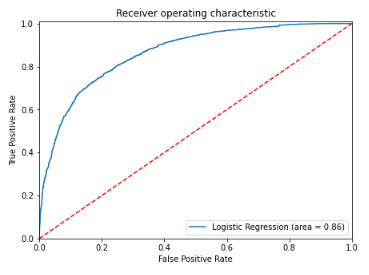 Receiver operating characteristic
True Positive Rate
1.0
0.8
0.6
0.4
0.2
0.0
Logistic Regression (area = 0.86)
0.0 0.2 0.4 0.6 0.8 1.0
False Positive Rate